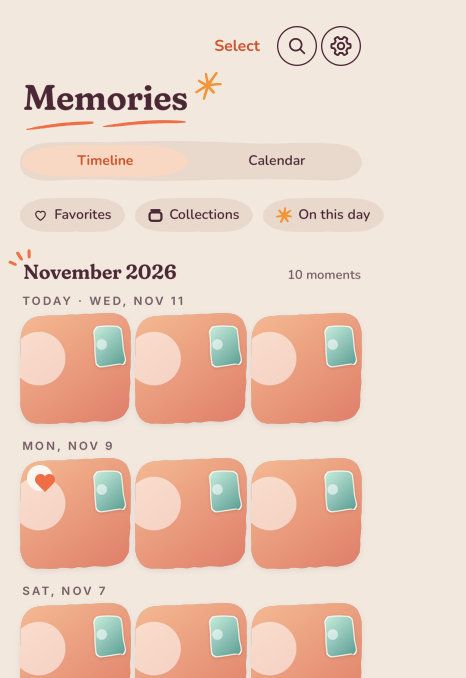 Select
Memories
Timeline Calendar
Favorites Collections On this day
November 2026 10 moments
TODAY · WED, NOV 11
MON, NOV 9
SAT, NOV 7